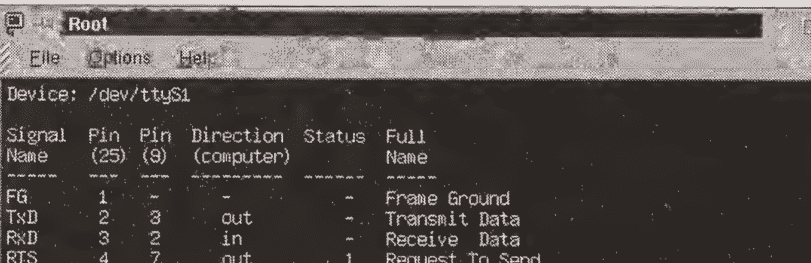 Root
File Options Help
Device: /dev/ttyS1
Signal Pin Pin Direction Status Full
Name (25) (9) (computer) Name
----- --- --- --------- ------ -----
FG 1 - - - Frame Ground
TxD 2 3 out - Transmit Data
RxD 3 2 in - Receive Data
RTS 4 7 out 1 Request To Send